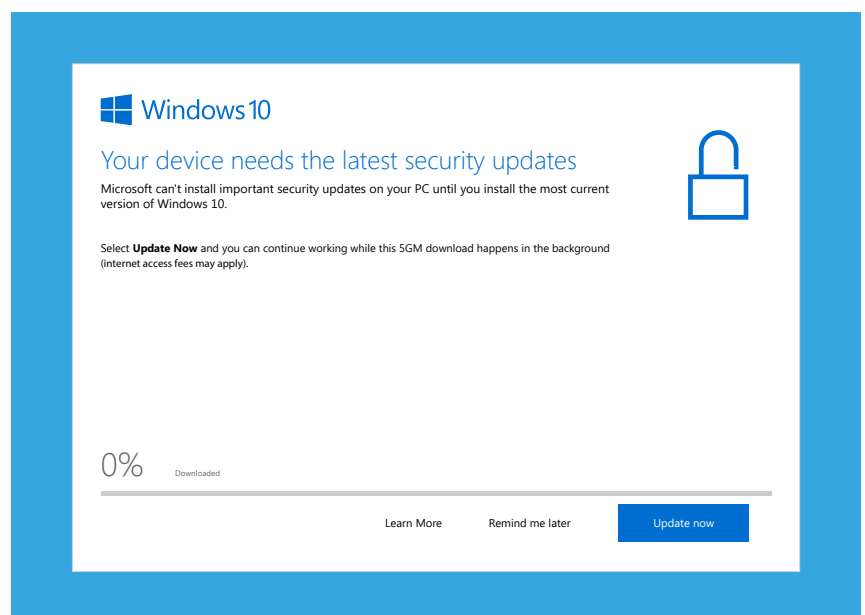 Windows 10
Your device needs the latest security updates
Microsoft can't install important security updates on your PC until you install the most current
version of Windows 10.
Select Update Now and you can continue working while this 5GM download happens in the background
(internet access fees may apply).
0% Downloaded
Learn More Remind me later Update now